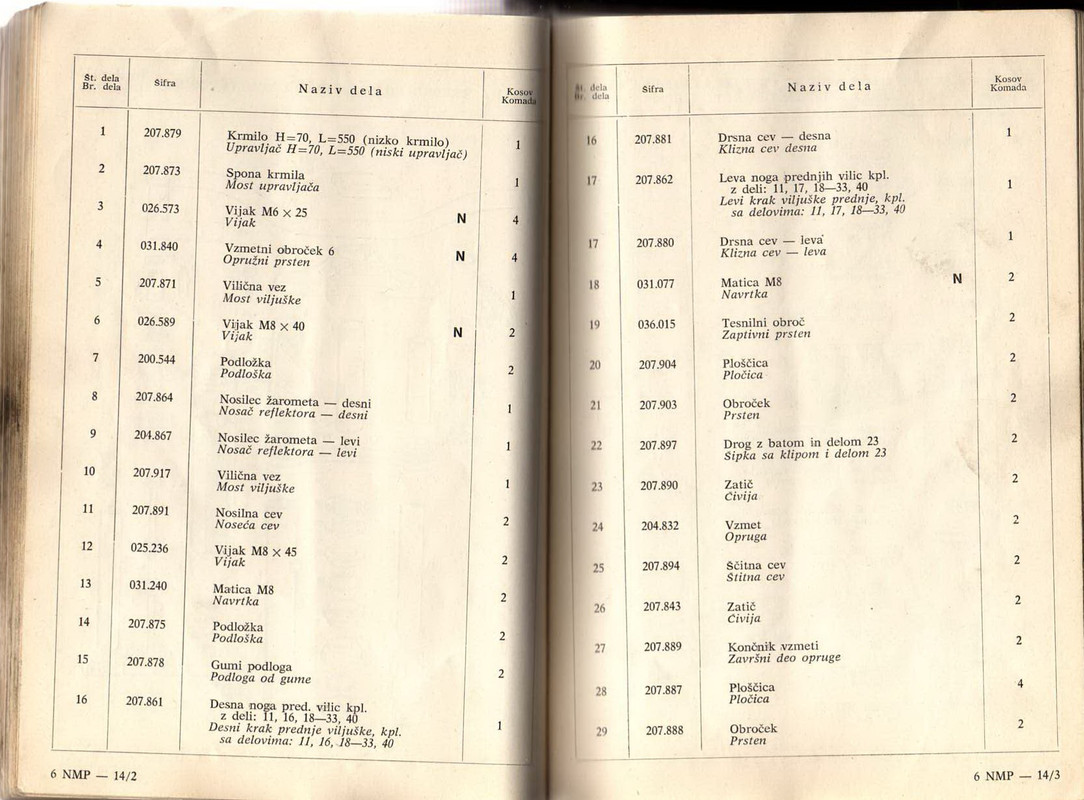 Št. dela
Br. dela
Šifra
Naziv dela
Kosov
Komada
1 207.879 Krmilo H=70, L=550 (nizko krmilo) 1
Upravljač H=70, L=550 (niski upravljač)
2 207.873 Spona krmila 1
Most upravljača
3 026.573 Vijak M6 × 25 N 4
Vijak
4 031.840 Vzmetni obroček 6 N 4
Opružni prsten
5 207.871 Vilična vez 1
Most viljuške
6 026.589 Vijak M8 × 40 N 2
Vijak
7 200.544 Podložka 2
Podloška
8 207.864 Nosilec žarometa — desni 1
Nosač reflektora — desni
9 204.867 Nosilec žarometa — levi 1
Nosač reflektora — levi
10 207.917 Vilična vez 1
Most viljuške
11 207.891 Nosilna cev 2
Noseća cev
12 025.236 Vijak M8 × 45 2
Vijak
13 031.240 Matica M8 2
Navrtka
14 207.875 Podložka 2
Podloška
15 207.878 Gumi podloga 2
Podloga od gume
16 207.861 Desna noga pred. vilic kpl. 1
z deli: 11, 16, 18—33, 40
Desni krak prednje viljuške, kpl.
sa delovima: 11, 16, 18—33, 40
6 NMP — 14/2
Št. dela
Br. dela
Šifra
Naziv dela
Kosov
Komada
16 207.881 Drsna cev — desna 1
Klizna cev desna
17 207.862 Leva noga prednjih vilic kpl. 1
z deli: 11, 17, 18—33, 40
Levi krak viljuške prednje, kpl.
sa delovima: 11, 17, 18—33, 40
17 207.880 Drsna cev — leva 1
Klizna cev — leva
18 031.077 Matica M8 N 2
Navrtka
19 036.015 Tesnilni obroč 2
Zaptivni prsten
20 207.904 Ploščica 2
Pločica
21 207.903 Obroček 2
Prsten
22 207.897 Drog z batom in delom 23 2
Šipka sa klipom i delom 23
23 207.890 Zatič 2
Čivija
24 204.832 Vzmet 2
Opruga
25 207.894 Ščitna cev 2
Štitna cev
26 207.843 Zatič 2
Čivija
27 207.889 Končnik vzmeti 2
Završni deo opruge
28 207.887 Ploščica 4
Pločica
29 207.888 Obroček 2
Prsten
6 NMP — 14/3